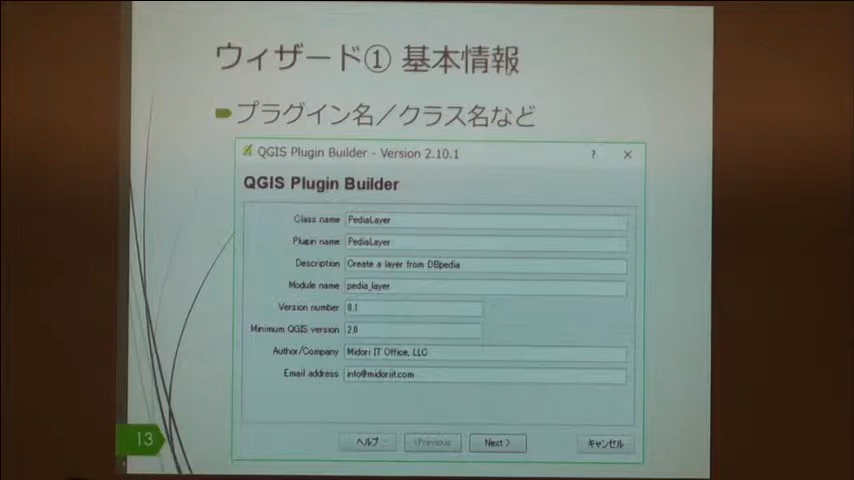 ウィザード① 基本情報
プラグイン名／クラス名など
QGIS Plugin Builder - Version 2.10.1 ?
QGIS Plugin Builder
Class name PediaLayer
Plugin name PediaLayer
Description Create a layer from DBpedia
Module name pedia_layer
Version number 0.1
Minimum QGIS version 2.0
Author/Company Midori IT Office, LLC
Email address info@midoriit.com
ヘルプ < Previous Next > キャンセル
13